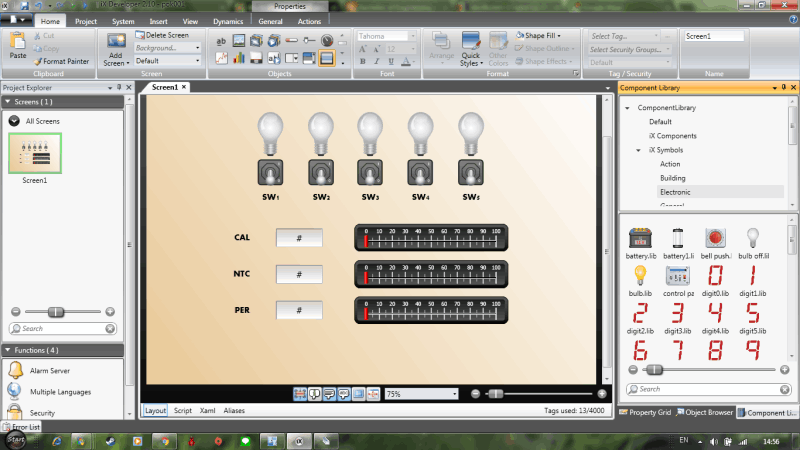 Properties
Home Project System Insert View Dynamics General Actions
Paste
Cut
Copy
Format Painter
Clipboard
Add Screen
Delete Screen
Background...
Default
Screen
Objects
Tahoma
12
B I U
Font
Arrange
Quick Styles
Other Colors
Shape Fill
Shape Outline
Shape Effects
Format
Select Tag...
Select Security Groups...
Default
Tag / Security
Screen1
Name
Project Explorer
Screens ( 1 )
All Screens
Screen1
Search
Functions ( 4 )
Alarm Server
Multiple Languages
Security
Error List
Screen1
SW1 SW2 SW3 SW4 SW5
CAL # 0 10 20 30 40 50 60 70 80 90 100
NTC # 0 10 20 30 40 50 60 70 80 90 100
PER # 0 10 20 30 40 50 60 70 80 90 100
75%
Layout Script Xaml Aliases
Tags used: 13/4000
Component Library
ComponentLibrary
Default
iX Components
iX Symbols
Action
Building
Electronic
General
battery.lib battery1.li bell push.l bulb off.li
bulb.lib control pa digit0.lib digit1.lib
digit2.lib digit3.lib digit4.lib digit5.lib
Search
Property Grid Object Browser Component Li...
Start
EN 14:56